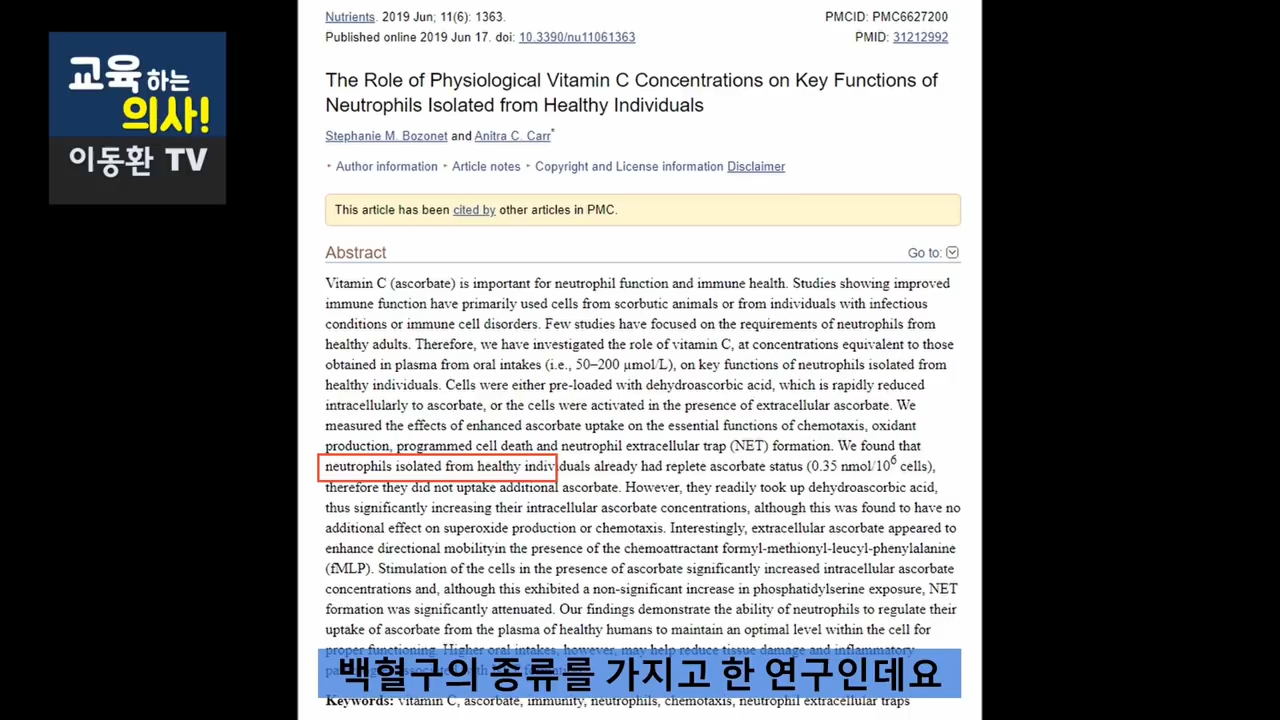 교육하는
의사!
이동환 TV
Nutrients. 2019 Jun; 11(6): 1363.
PMCID: PMC6627200
Published online 2019 Jun 17. doi: 10.3390/nu11061363
PMID: 31212992
The Role of Physiological Vitamin C Concentrations on Key Functions of
Neutrophils Isolated from Healthy Individuals
Stephanie M. Bozonet and Anitra C. Carr*
Author information Article notes Copyright and License information Disclaimer
This article has been cited by other articles in PMC.
Abstract
Go to:
Vitamin C (ascorbate) is important for neutrophil function and immune health. Studies showing improved
immune function have primarily used cells from scorbutic animals or from individuals with infectious
conditions or immune cell disorders. Few studies have focused on the requirements of neutrophils from
healthy adults. Therefore, we have investigated the role of vitamin C, at concentrations equivalent to those
obtained in plasma from oral intakes (i.e., 50–200 µmol/L), on key functions of neutrophils isolated from
healthy individuals. Cells were either pre-loaded with dehydroascorbic acid, which is rapidly reduced
intracellularly to ascorbate, or the cells were activated in the presence of extracellular ascorbate. We
measured the effects of enhanced ascorbate uptake on the essential functions of chemotaxis, oxidant
production, programmed cell death and neutrophil extracellular trap (NET) formation. We found that
neutrophils isolated from healthy individuals already had replete ascorbate status (0.35 nmol/10⁶ cells),
therefore they did not uptake additional ascorbate. However, they readily took up dehydroascorbic acid,
thus significantly increasing their intracellular ascorbate concentrations, although this was found to have no
additional effect on superoxide production or chemotaxis. Interestingly, extracellular ascorbate appeared to
enhance directional mobilityin the presence of the chemoattractant formyl-methionyl-leucyl-phenylalanine
(fMLP). Stimulation of the cells in the presence of ascorbate significantly increased intracellular ascorbate
concentrations and, although this exhibited a non-significant increase in phosphatidylserine exposure, NET
formation was significantly attenuated. Our findings demonstrate the ability of neutrophils to regulate their
uptake of ascorbate from the plasma of healthy humans to maintain an optimal level within the cell for
proper functioning. Higher oral intakes, however, may help reduce tissue damage and inflammatory
백혈구의 종류를 가지고 한 연구인데요
Keywords: vitamin C, ascorbate, immunity, neutrophils, chemotaxis, neutrophil extracellular traps